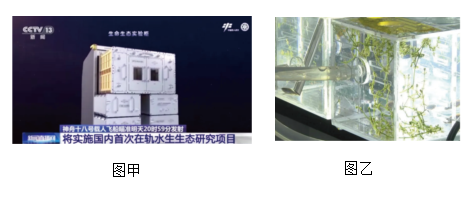 CCTV 13
新闻
生命生态实验柜
神舟十八号载人飞船瞄准明天20时59分发射
将实施国内首次在轨水生生态研究项目
图甲
图乙